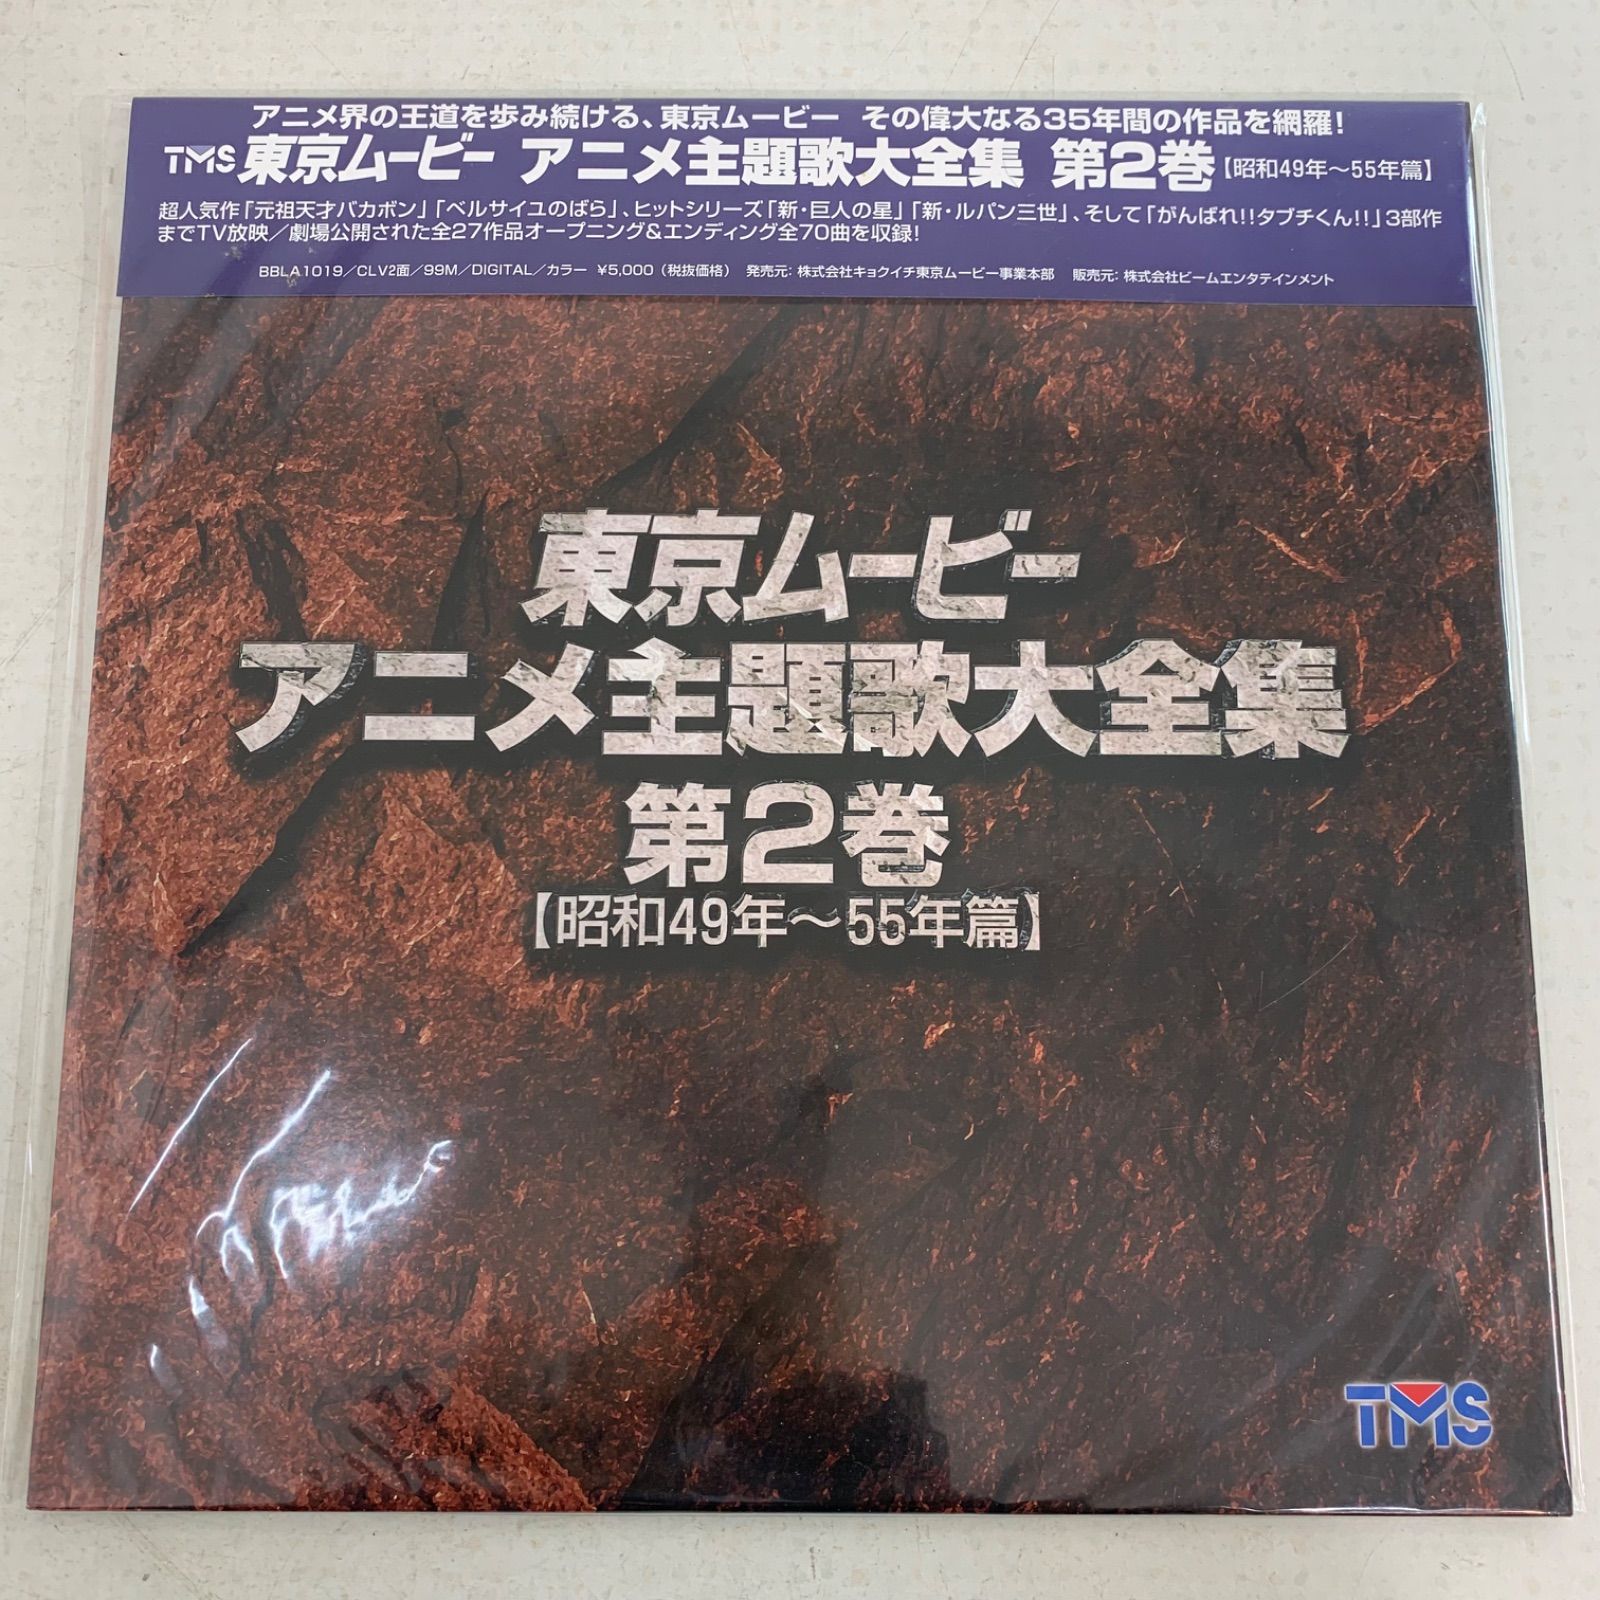 アニメ界の王道を歩み続ける、東京ムービー その偉大なる35年間の作品を網羅!
TMS 東京ムービー アニメ主題歌大全集 第2巻【昭和49年～55年篇】
超人気作「元祖天才バカボン」「ベルサイユのばら」、ヒットシリーズ「新・巨人の星」「新・ルパン三世」、そして「がんばれ!!タブチくん!!」3部作
までTV放映／劇場公開された全27作品オープニング&エンディング全70曲を収録!
BBLA1019／CLV2面／99M／DIGITAL／カラー ¥5,000（税抜価格） 発売元：株式会社キョクイチ東京ムービー事業本部 販売元：株式会社ビームエンタテインメント
東京ムービー
アニメ主題歌大全集
第2巻
【昭和49年～55年篇】
TMS